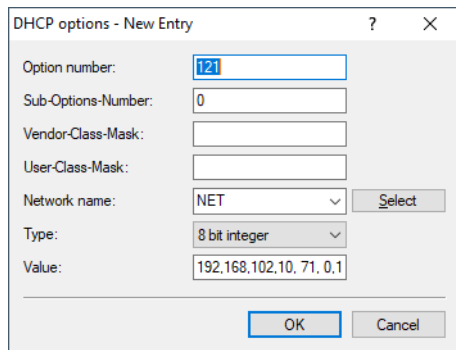 DHCP options - New Entry ? ×
Option number: 121
Sub-Options-Number: 0
Vendor-Class-Mask:
User-Class-Mask:
Network name: NET Select
Type: 8 bit integer
Value: 192,168,102,10, 71, 0,1
OK Cancel